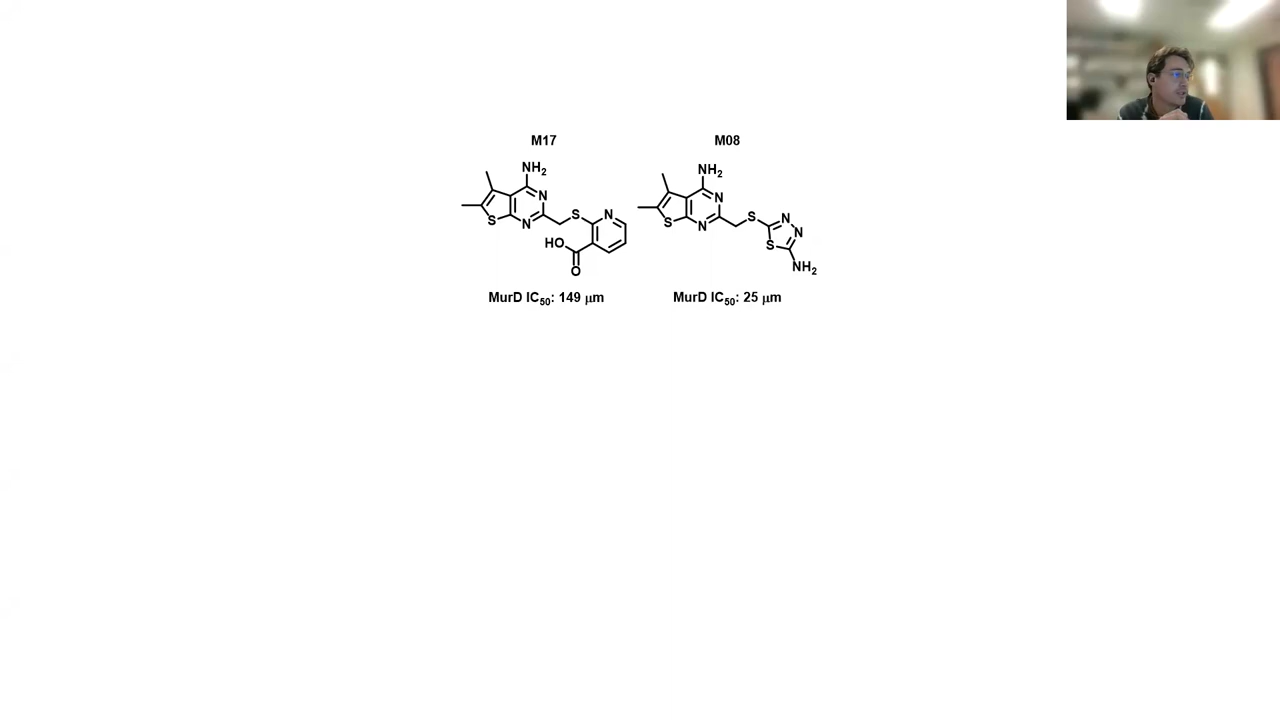 M17
M08
NH₂
N
N
S
S
N
HO
O
NH₂
N
N
S
S
N
N
S
NH₂
MurD IC₅₀: 149 μm
MurD IC₅₀: 25 μm